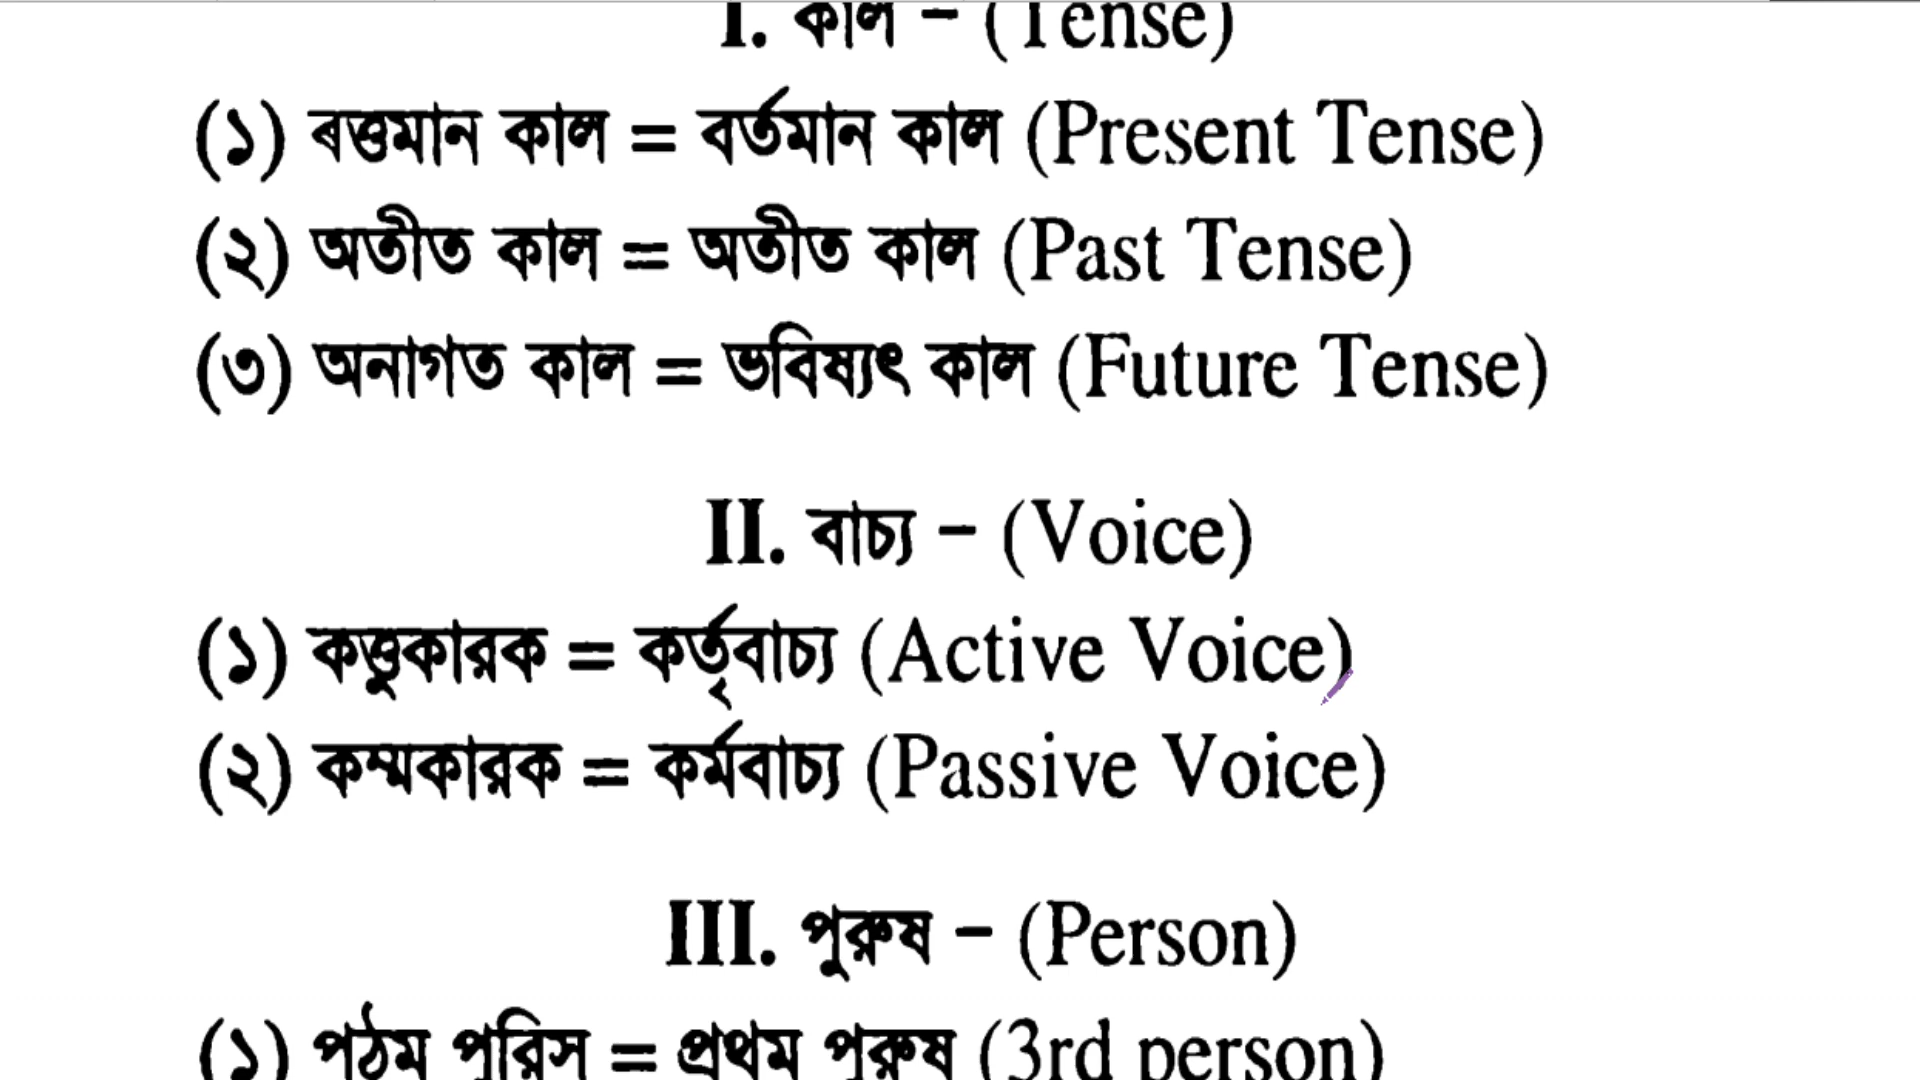 I. কাল – (Tense)
(১) ৰত্তমান কাল = বর্তমান কাল (Present Tense)
(২) অতীত কাল = অতীত কাল (Past Tense)
(৩) অনাগত কাল = ভবিষ্যৎ কাল (Future Tense)
II. বাচ্য – (Voice)
(১) কত্তুকারক = কর্তৃবাচ্য (Active Voice)
(২) কম্মকারক = কর্মবাচ্য (Passive Voice)
III. পুরুষ – (Person)
(১) পঠম পুরিস = প্রথম পুরুষ (3rd person)